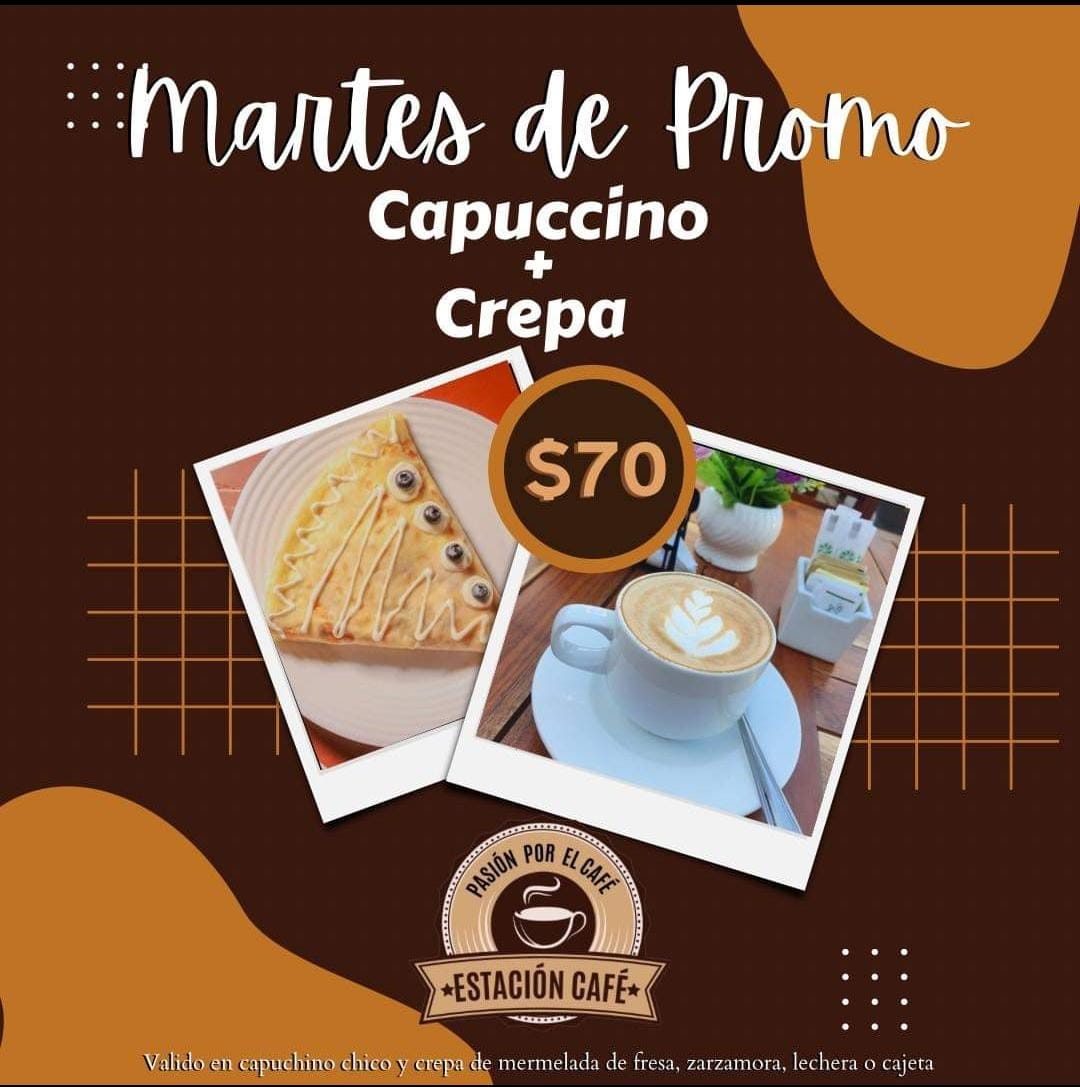 Martes de Promo
Capuccino
+
Crepa
$70
PASIÓN POR EL CAFÉ
ESTACIÓN CAFÉ
Valido en capuchino chico y crepa de mermelada de fresa, zarzamora, lechera o cajeta